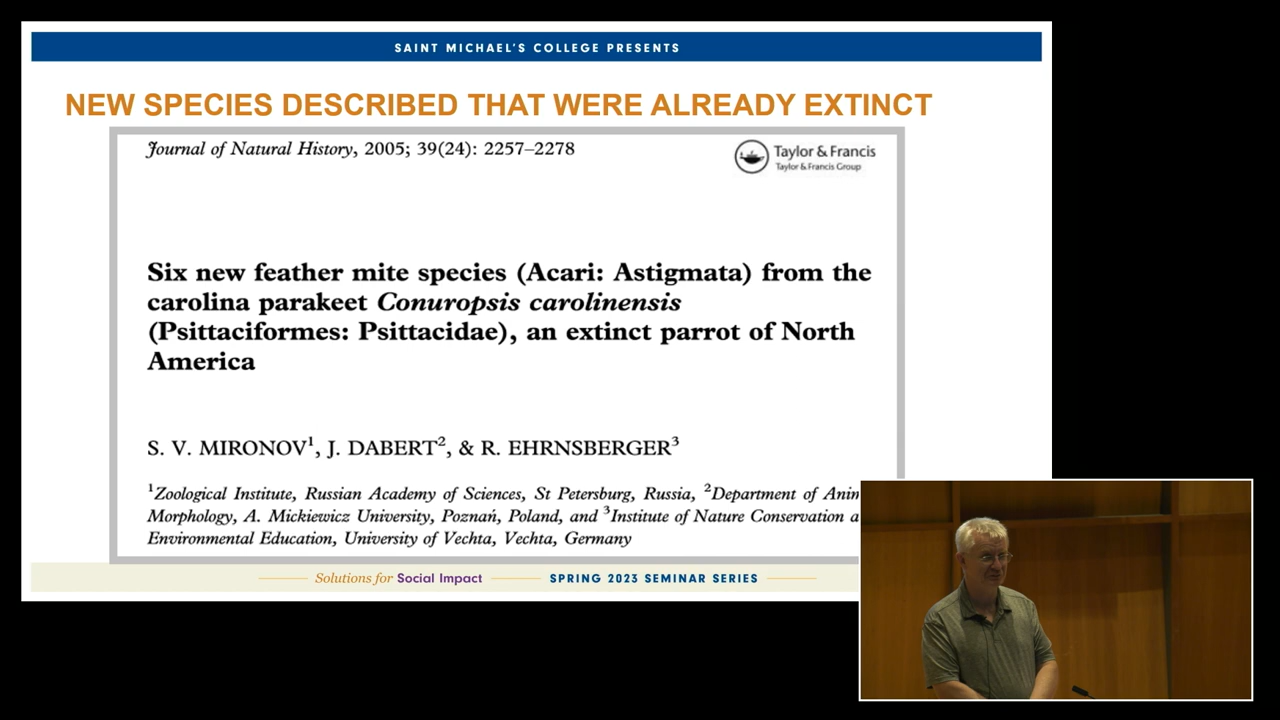 SAINT MICHAEL'S COLLEGE PRESENTS
NEW SPECIES DESCRIBED THAT WERE ALREADY EXTINCT
Journal of Natural History, 2005; 39(24): 2257–2278
Taylor & Francis
Taylor & Francis Group
Six new feather mite species (Acari: Astigmata) from the
carolina parakeet Conuropsis carolinensis
(Psittaciformes: Psittacidae), an extinct parrot of North
America
S. V. MIRONOV¹, J. DABERT², & R. EHRNSBERGER³
¹Zoological Institute, Russian Academy of Sciences, St Petersburg, Russia, ²Department of
Morphology, A. Mickiewicz University, Poznań, Poland, and ³Institute of Nature Conservation
Environmental Education, University of Vechta, Vechta, Germany
Solutions for Social Impact
SPRING 2023 SEMINAR SERIES